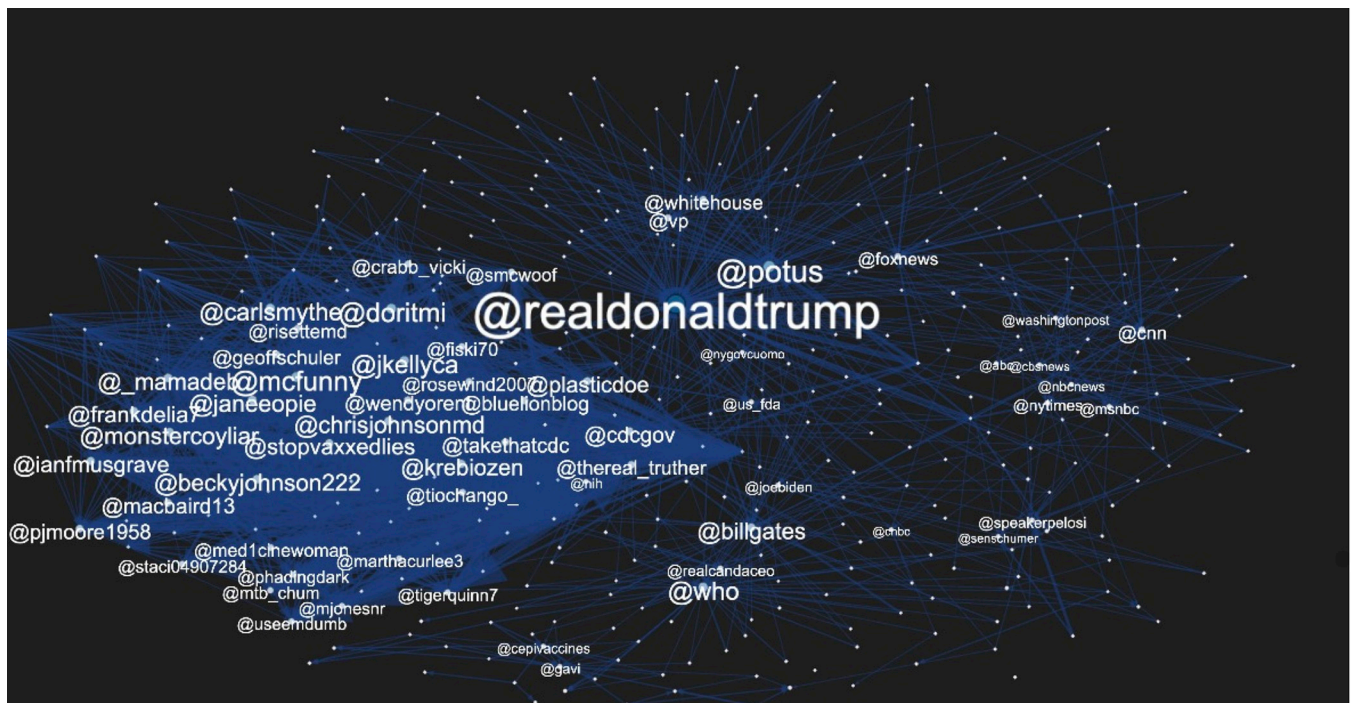 @whitehouse
@vp
@foxnews
@potus
@crabb_vicki
@smcwoof
@realdonaldtrump
@carlsmythe
@doritmi
@risettemd
@washingtonpost
@cnn
@fiski70
@nygovcuomo
@geoffschuler
@jkellyca
@abc
@cbsnews
@_mamadeb
@mcfunny
@rosewind2007
@plasticdoe
@nbcnews
@janeeopie
@wendyorent
@bluelionblog
@us_fda
@nytimes
@msnbc
@frankdelia7
@chrisjohnsonmd
@monstercoyliar
@cdcgov
@stopvaxxedlies
@takethatcdc
@ianfmusgrave
@krebiozen
@thereal_truther
@beckyjohnson222
@nih
@joebiden
@tiochango_
@macbaird13
@speakerpelosi
@pjmoore1958
@billgates
@cnbc
@senschumer
@med1cinewoman
@marthacurlee3
@staci04907284
@realcandaceo
@phadingdark
@who
@mtb_chum
@tigerquinn7
@mjonesnr
@useemdumb
@cepivaccines
@gavi